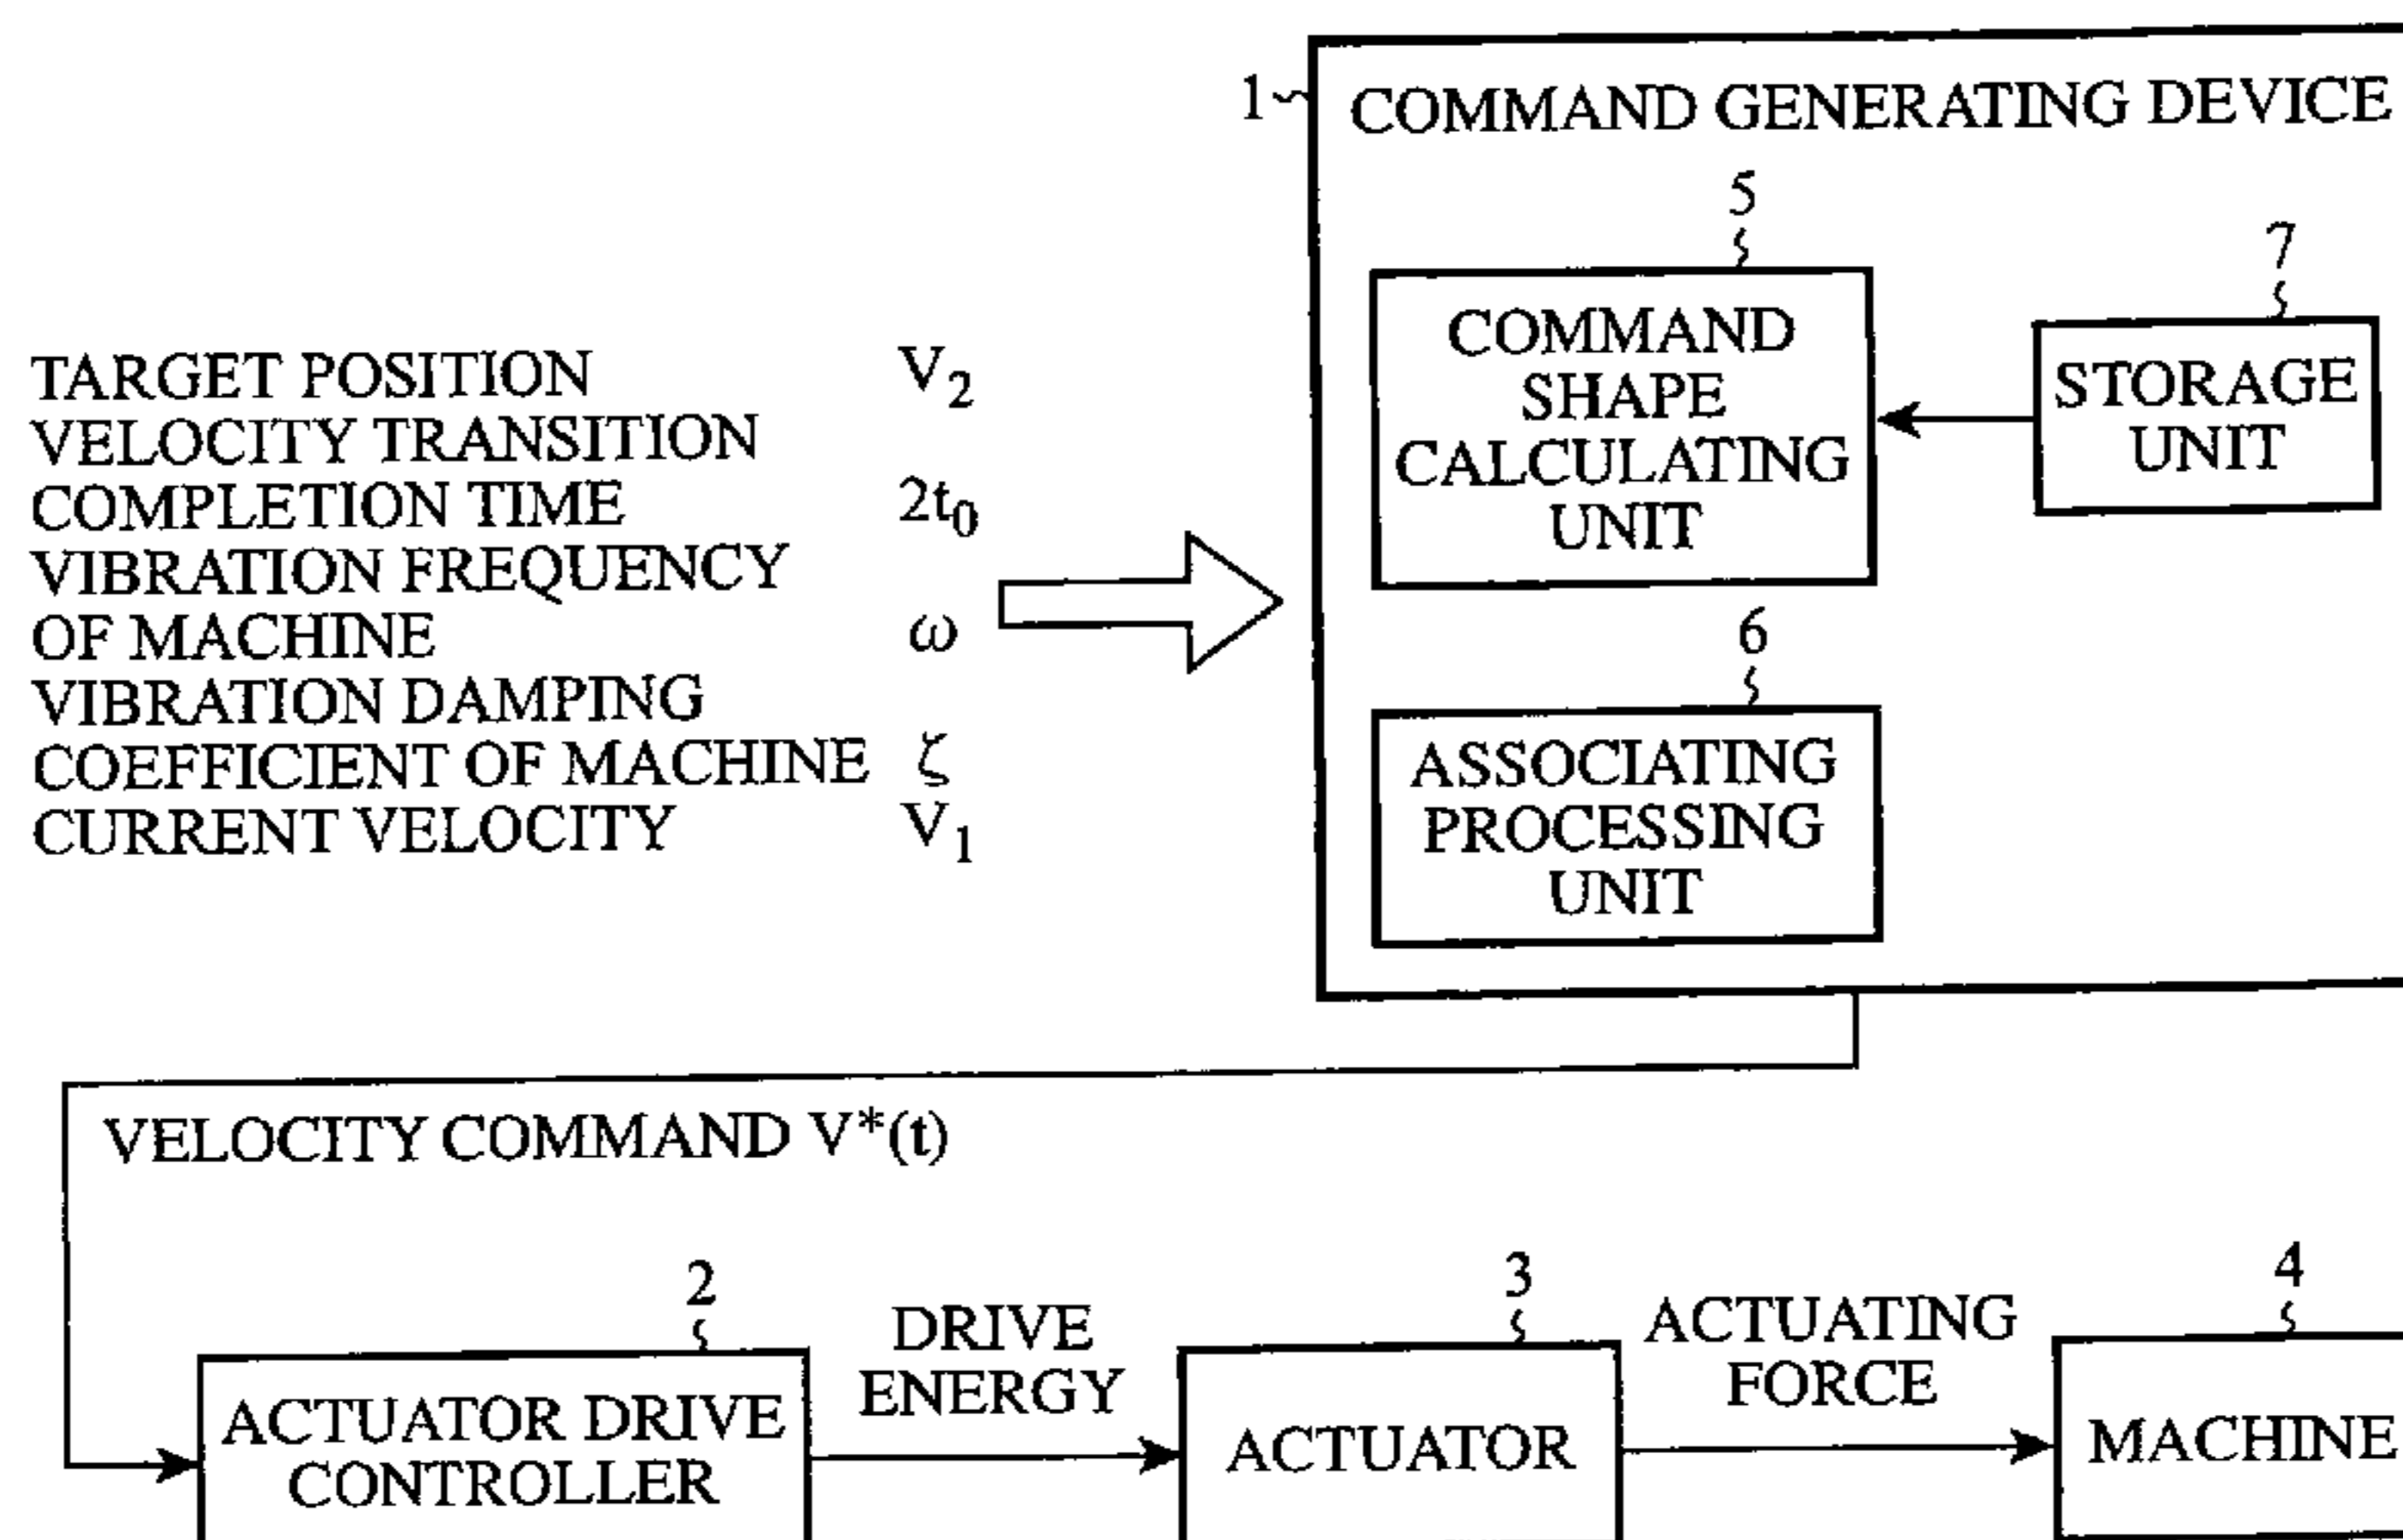 1
COMMAND GENERATING DEVICE
5
COMMAND
SHAPE
CALCULATING
UNIT
7
STORAGE
UNIT
TARGET POSITION V2
VELOCITY TRANSITION
COMPLETION TIME 2t0
VIBRATION FREQUENCY
OF MACHINE ω
VIBRATION DAMPING
COEFFICIENT OF MACHINE ζ
CURRENT VELOCITY V1
6
ASSOCIATING
PROCESSING
UNIT
VELOCITY COMMAND V*(t)
2
ACTUATOR DRIVE
CONTROLLER
DRIVE
ENERGY
3
ACTUATOR
ACTUATING
FORCE
4
MACHINE